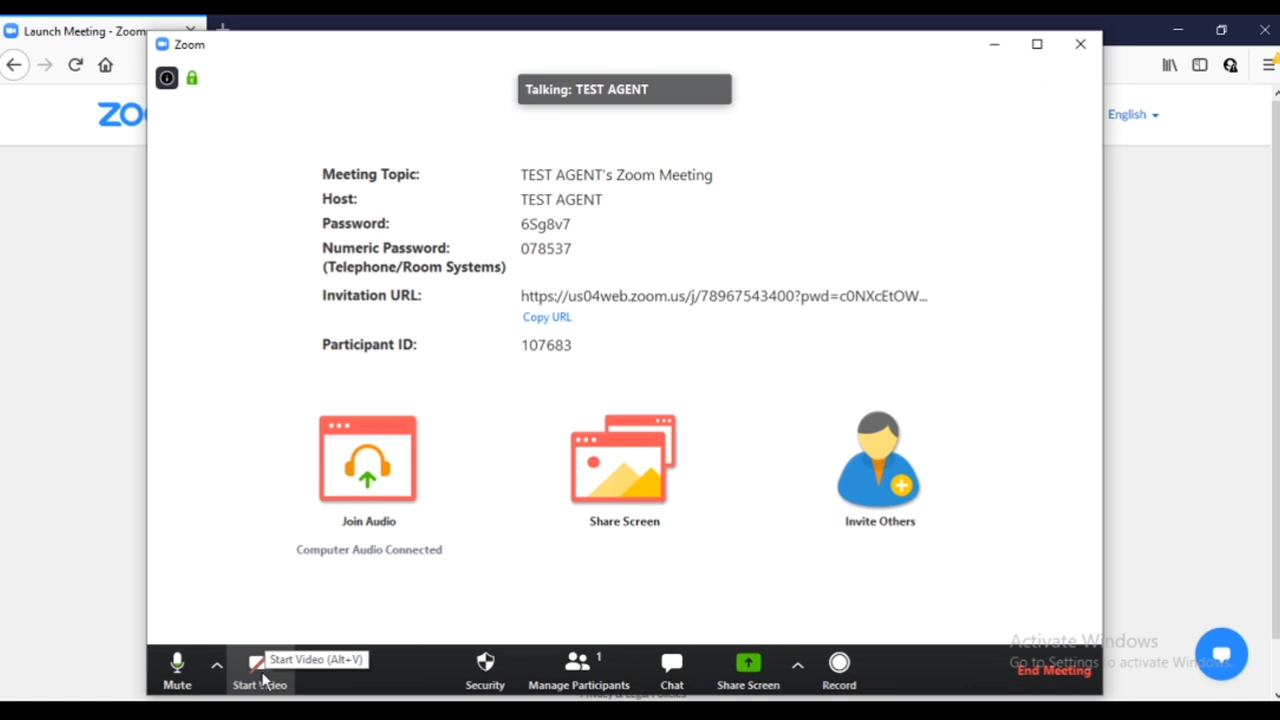 Launch Meeting - Zoom
Zoom
Talking: TEST AGENT
ZO
English
Meeting Topic: TEST AGENT's Zoom Meeting
Host: TEST AGENT
Password: 6Sg8v7
Numeric Password: 078537
(Telephone/Room Systems)
Invitation URL: https://us04web.zoom.us/j/78967543400?pwd=c0NXcEtOW...
Copy URL
Participant ID: 107683
Join Audio
Share Screen
Invite Others
Computer Audio Connected
Activate Windows
Go to Settings to activate Windows.
Start Video (Alt+V)
1
Mute
Start Video
Security
Manage Participants
Chat
Share Screen
Record
End Meeting